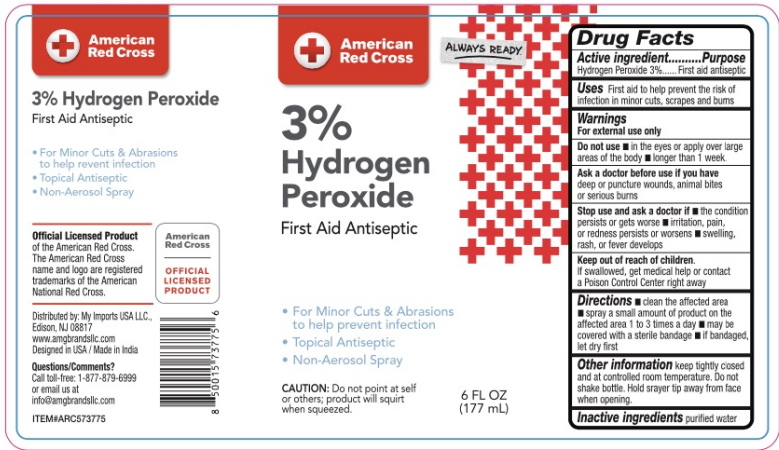 American
Red Cross
3% Hydrogen Peroxide
First Aid Antiseptic
• For Minor Cuts & Abrasions
to help revent infection
• Topical Antiseptic
• Non-Aerosol Spray
Official Licensed Product
of the American Red Cross.
The American Red Cross
name and logo are registered
trademarks of the American
National Red Cross.
American
Red Cross
OFFICIAL
LICENSED
PRODUCT
Distributed by: My Imports USA LLC.,
Edison, NJ 08817
www.amgbrandsllc.com
Designed in USA / Made in India
Questions/Comments?
Call toll-free: 1-877-879-6999
or email us at
info@amgbrandsllc.com
ITEM#ARC573775
8 50015 73775 6
American
Red Cross
ALWAYS READY.
3%
Hydrogen
Peroxide
First Aid Antiseptic
• For Minor Cuts & Abrasions
to help prevent infection
• Topical Antiseptic
• Non-Aerosol Spray
CAUTION: Do not point at self
or others; product will squirt
when squeezed.
6 FL OZ
(177 mL)
Drug Facts
Active ingredient..........Purpose
Hydrogen Peroxide 3%...... First aid antiseptic
Uses First aid to help prevent the risk of
infection in minor cuts, scrapes and burns
Warnings
For external use only
Do not use ■ in the eyes or apply over large
areas of the body ■ longer than 1 week.
Ask a doctor before use if you have
deep or puncture wounds, animal bites
or serious burns
Stop use and ask a doctor if ■ the condition
persists or gets worse ■ irritation, pain,
or redness persists or worsens ■ swelling,
rash, or fever develops
Keep out of reach of children.
If swallowed, get medical help or contact
a Poison Control Center right away
Directions ■ clean the affected area
■ spray a small amount of product on the
affected area 1 to 3 times a day ■ may be
covered with a sterile bandage ■ if bandaged,
let dry first
Other information keep tightly closed
and at controlled room temperature. Do not
shake bottle. Hold srayer tip away from face
when opening.
Inactive ingredients purified water